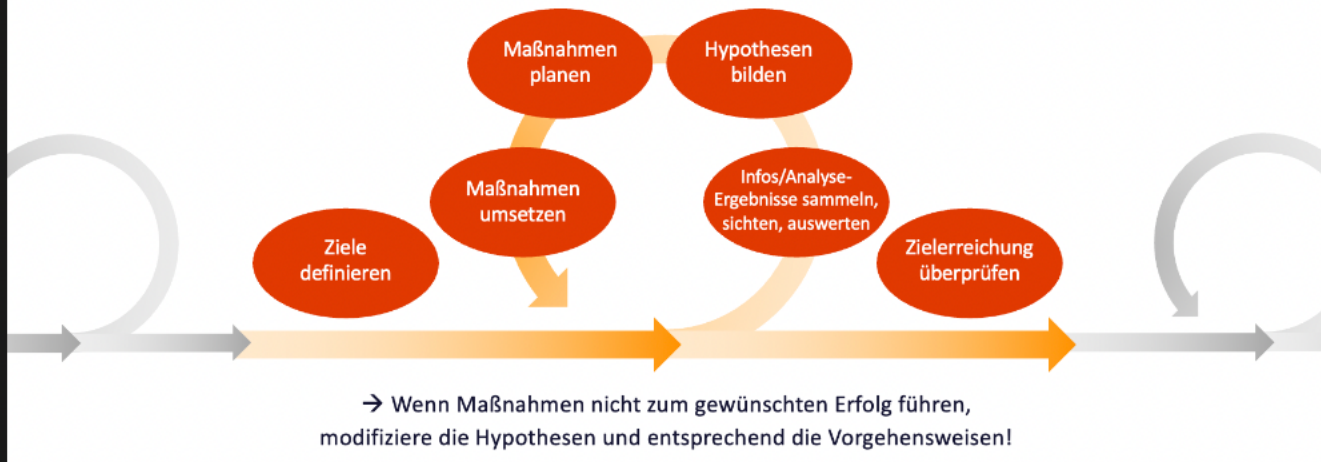 Maßnahmen
planen
Hypothesen
bilden
Maßnahmen
umsetzen
Infos/Analyse-
Ergebnisse sammeln,
sichten, auswerten
Ziele
definieren
Zielerreichung
überprüfen
→ Wenn Maßnahmen nicht zum gewünschten Erfolg führen,
modifiziere die Hypothesen und entsprechend die Vorgehensweisen!